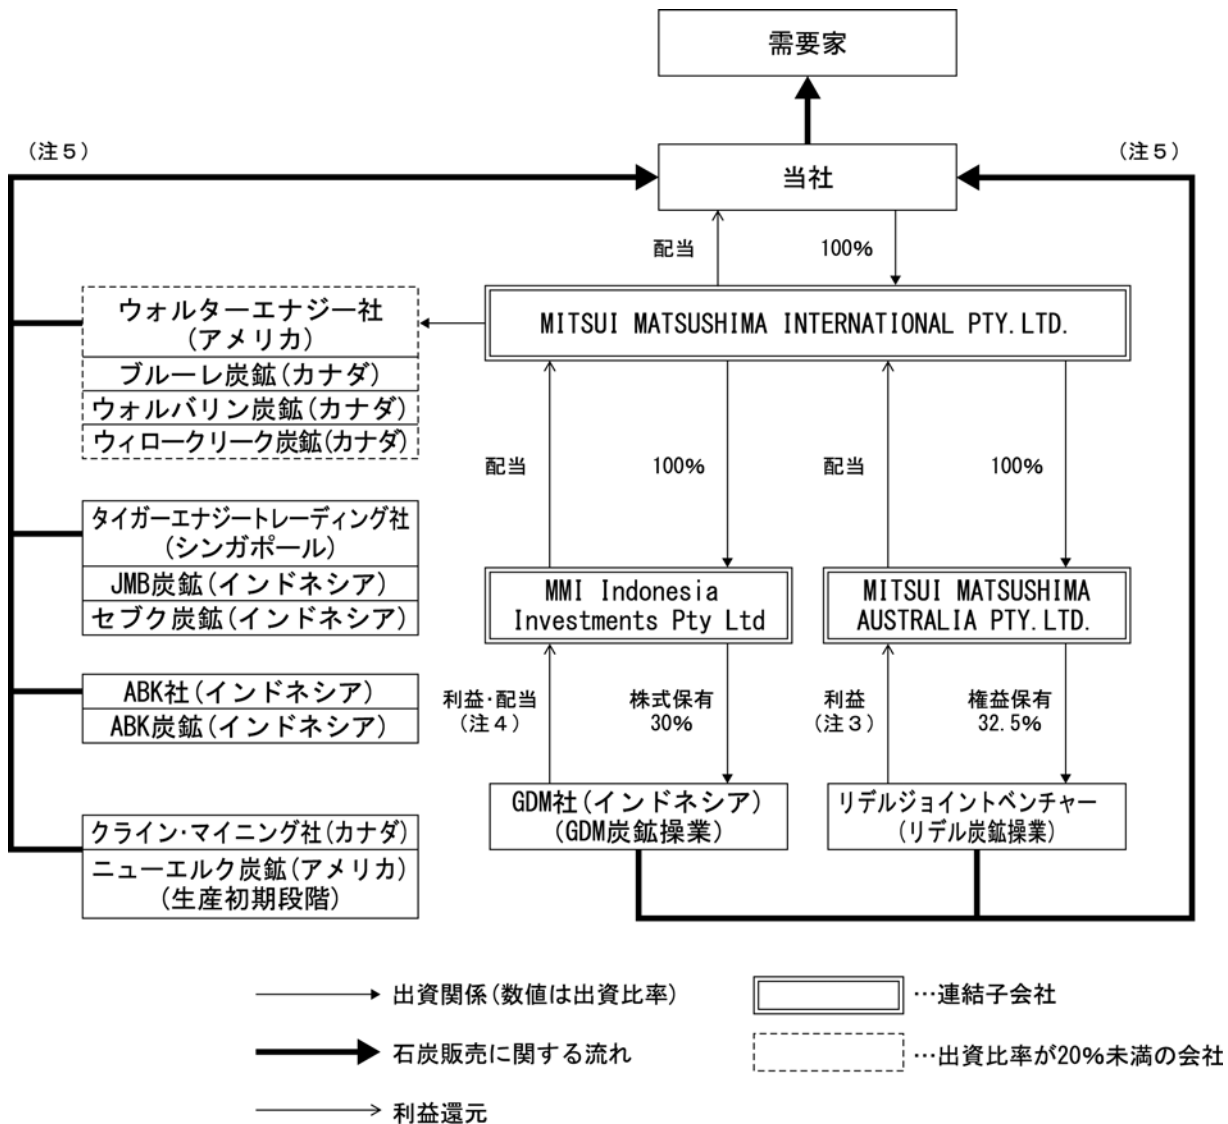 需要家
(注5)
(注5)
当社
配当
100%
ウォルターエナジー社
(アメリカ)
ブルーレ炭鉱(カナダ)
ウォルバリン炭鉱(カナダ)
ウィロークリーク炭鉱(カナダ)
MITSUI MATSUSHIMA INTERNATIONAL PTY.LTD.
配当
100%
配当
100%
タイガーエナジートレーディング社
(シンガポール)
JMB炭鉱(インドネシア)
セブク炭鉱(インドネシア)
MMI Indonesia
Investments Pty Ltd
MITSUI MATSUSHIMA
AUSTRALIA PTY.LTD.
ABK社(インドネシア)
ABK炭鉱(インドネシア)
利益・配当
(注4)
株式保有
30%
利益
(注3)
権益保有
32.5%
クライン・マイニング社(カナダ)
ニューエルク炭鉱(アメリカ)
(生産初期段階)
GDM社(インドネシア)
(GDM炭鉱操業)
リデルジョイントベンチャー
(リデル炭鉱操業)
出資関係(数値は出資比率)
…連結子会社
石炭販売に関する流れ
…出資比率が20%未満の会社
利益還元